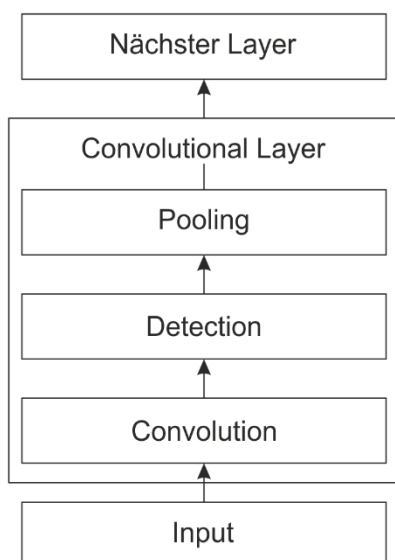 Nächster Layer
Convolutional Layer
Pooling
Detection
Convolution
Input